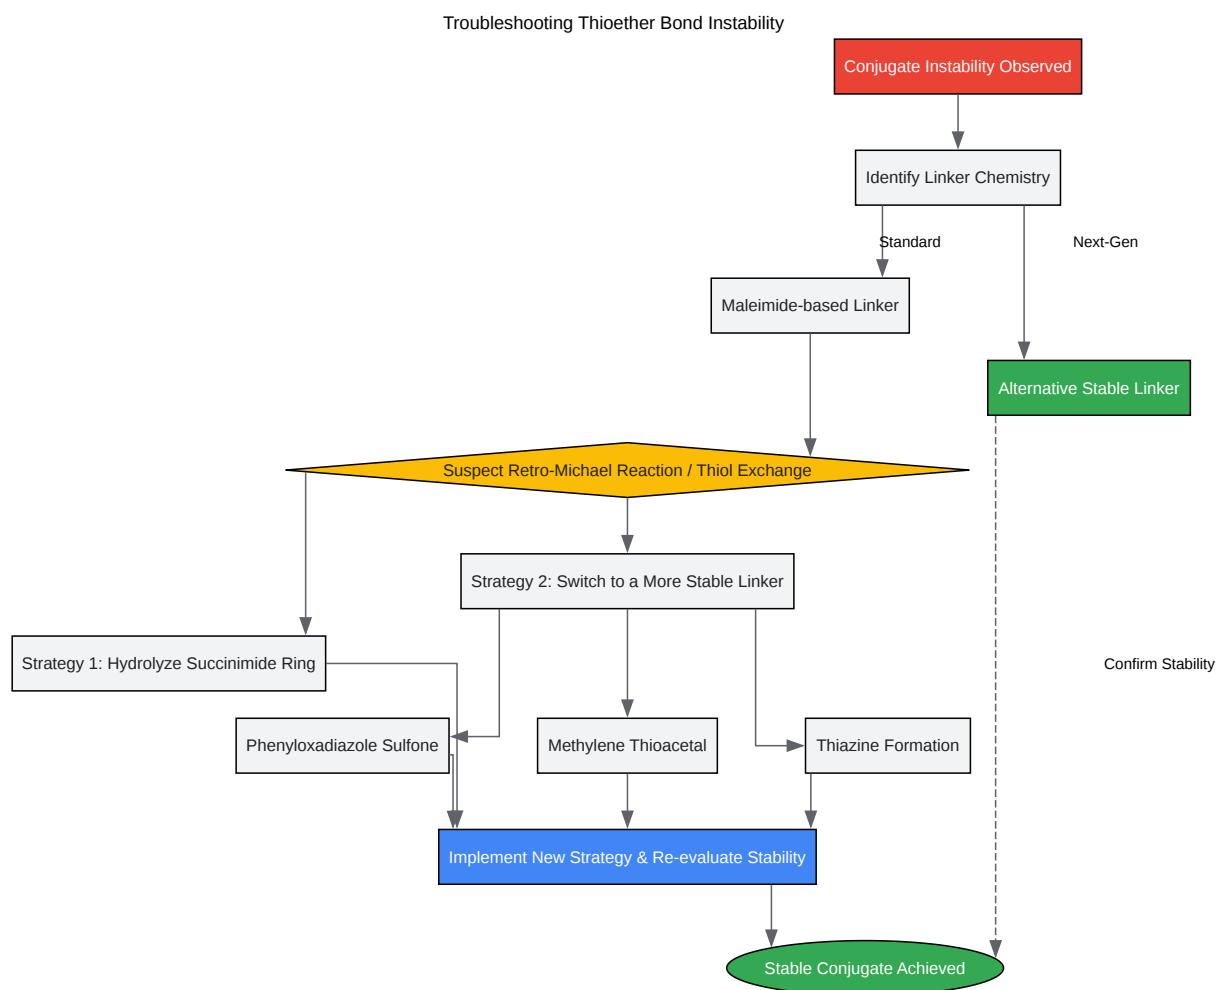 Troubleshooting Thioether Bond Instability
Conjugate Instability Observed
Identify Linker Chemistry
Standard
Next-Gen
Maleimide-based Linker
Alternative Stable Linker
Suspect Retro-Michael Reaction / Thiol Exchange
Strategy 2: Switch to a More Stable Linker
Strategy 1: Hydrolyze Succinimide Ring
Confirm Stability
Phenyloxadiazole Sulfone
Methylene Thioacetal
Thiazine Formation
Implement New Strategy & Re-evaluate Stability
Stable Conjugate Achieved